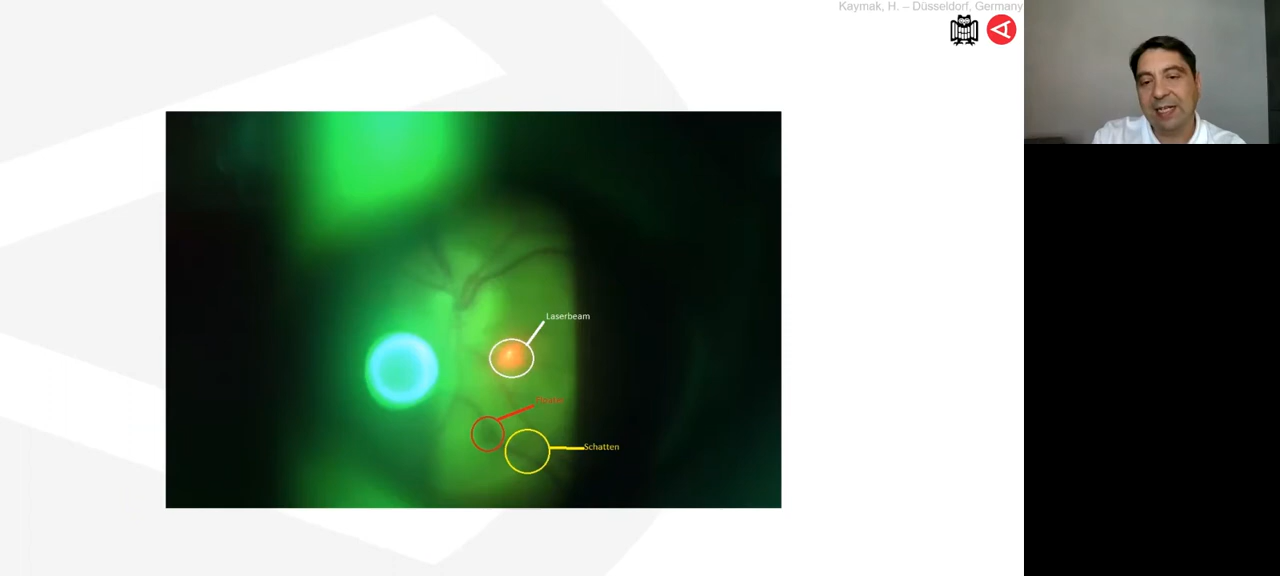 Kaymak, H. – Düsseldorf, Germany
Laserbeam
Schatten